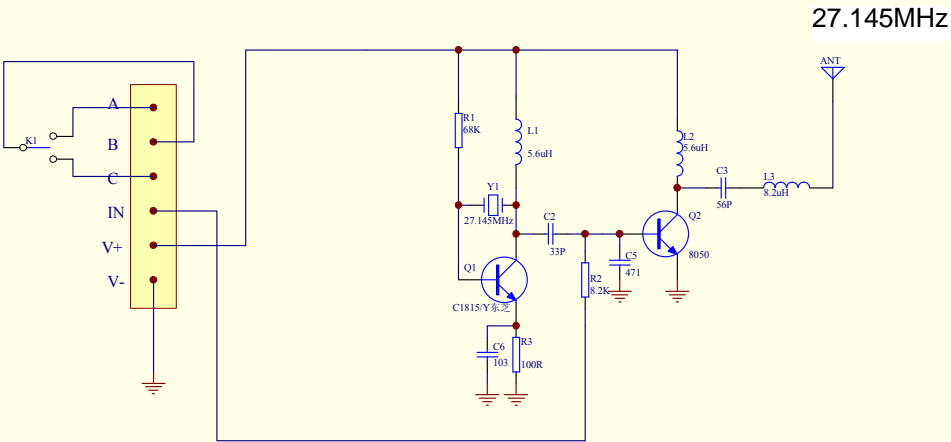 27.145MHz
ANT
A
K1
B
C
IN
V+
V-
R1
68K
L1
5.6uH
L2
5.6uH
Y1
27.145MHz
C2
33P
Q1
C1815/Y东芝
R2
8.2K
C5
471
Q2
8050
C3
56P
L3
8.2uH
C6
103
R3
100R